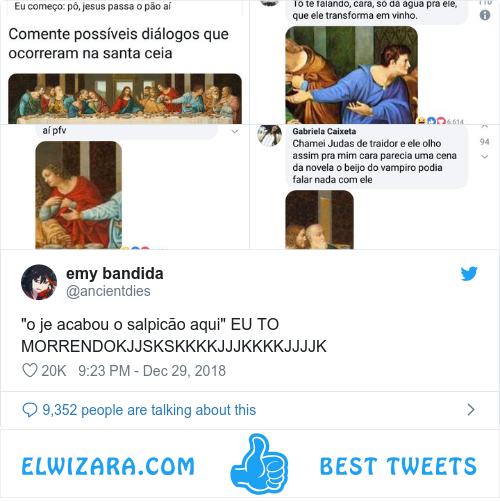 Eu começo: pô, jesus passa o pão aí
Comente possíveis diálogos que
ocorreram na santa ceia
To te falando, cara, só dá água pra ele,
que ele transforma em vinho.
110
6.514
aí pfv
Gabriela Caixeta
Chamei Judas de traidor e ele olho
assim pra mim cara parecia uma cena
da novela o beijo do vampiro podia
falar nada com ele
94
emy bandida
@ancientdies
"o je acabou o salpicão aqui" EU TO
MORRENDOKJJSKSKKKKJJJKKKKJJJJK
20K 9:23 PM - Dec 29, 2018
9,352 people are talking about this
ELWIZARA.COM
BEST TWEETS